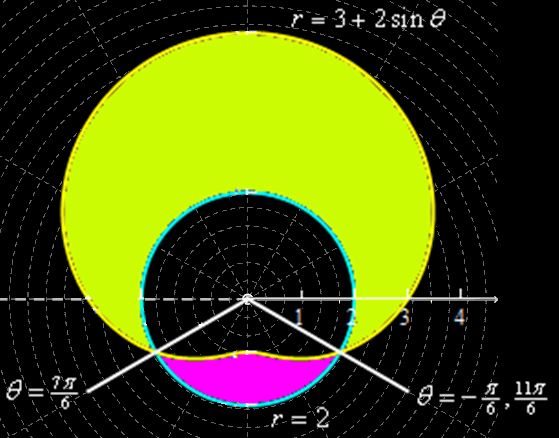 r = 3 + 2 sin θ
1 2 3 4
θ = 7π/6
θ = −π/6, 11π/6
r = 2